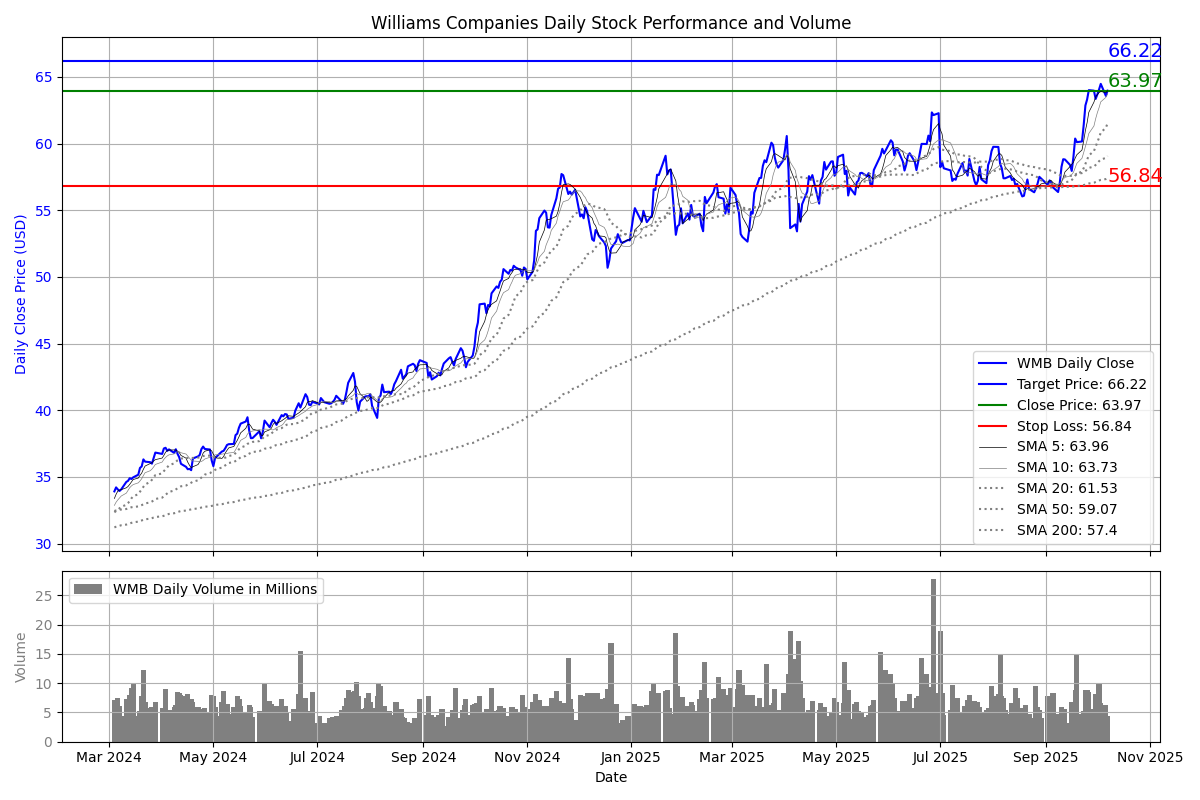 Williams Companies Daily Stock Performance and Volume
66.22
63.97
56.84
65
60
55
50
45
40
35
30
Daily Close Price (USD)
WMB Daily Close
Target Price: 66.22
Close Price: 63.97
Stop Loss: 56.84
SMA 5: 63.96
SMA 10: 63.73
SMA 20: 61.53
SMA 50: 59.07
SMA 200: 57.4
WMB Daily Volume in Millions
25
20
15
10
5
0
Volume
Mar 2024 May 2024 Jul 2024 Sep 2024 Nov 2024 Jan 2025 Mar 2025 May 2025 Jul 2025 Sep 2025 Nov 2025
Date